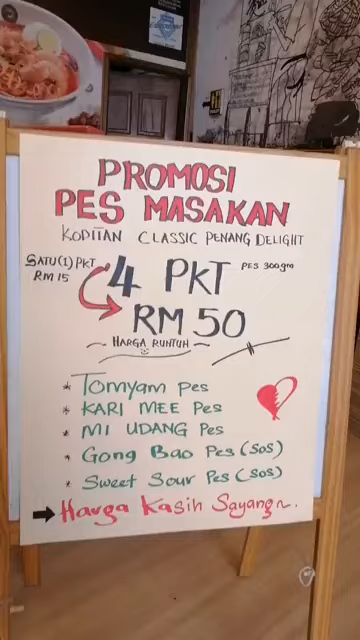 PROMOSI
PES MASAKAN
KOPITAN CLASSIC PENANG DELIGHT
SATU(1) PKT
RM 15
4 PKT
PES 300gm
RM 50
~ HARGA RUNTUH ~
* Tomyam Pes
* KARI MEE Pes
* MI UDANG Pes
* Gong Bao Pes (SOS)
* Sweet Sour Pes (SOS)
→ Harga Kasih Sayang~.